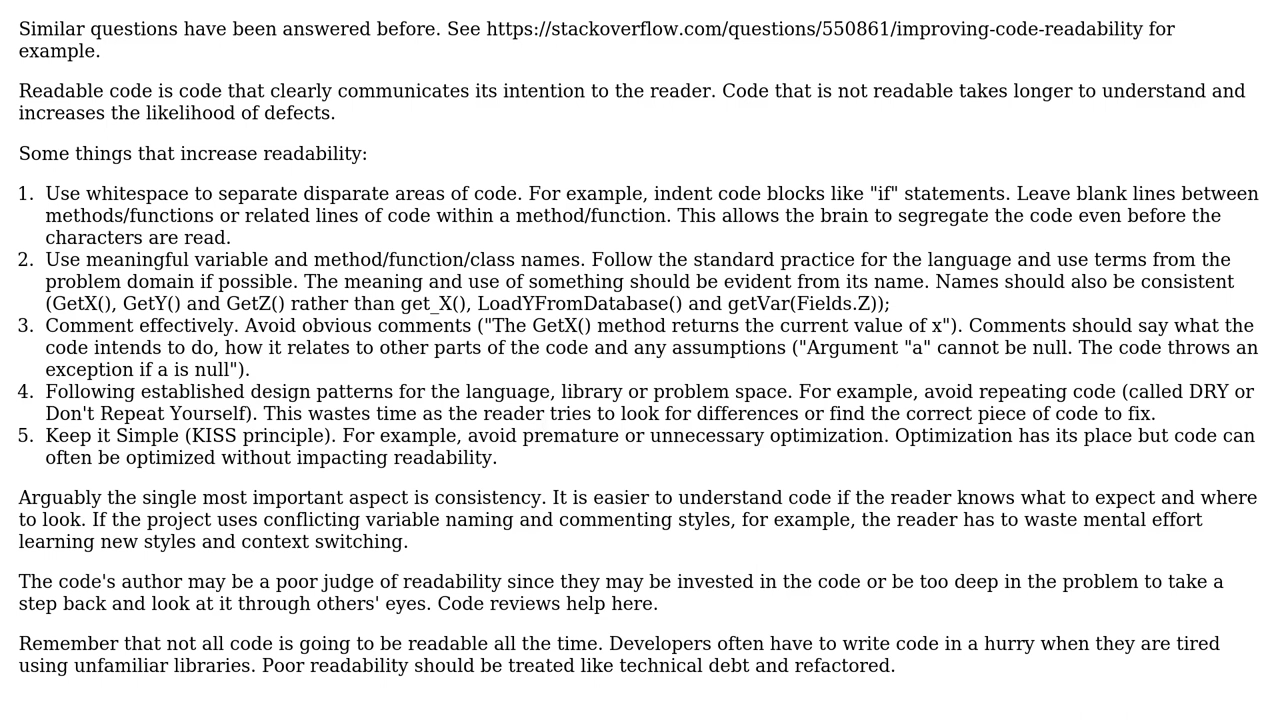 Similar questions have been answered before. See https://stackoverflow.com/questions/550861/improving-code-readability for
example.
Readable code is code that clearly communicates its intention to the reader. Code that is not readable takes longer to understand and
increases the likelihood of defects.
Some things that increase readability:
1. Use whitespace to separate disparate areas of code. For example, indent code blocks like "if" statements. Leave blank lines between
methods/functions or related lines of code within a method/function. This allows the brain to segregate the code even before the
characters are read.
2. Use meaningful variable and method/function/class names. Follow the standard practice for the language and use terms from the
problem domain if possible. The meaning and use of something should be evident from its name. Names should also be consistent
(GetX(), GetY() and GetZ() rather than get_X(), LoadYFromDatabase() and getVar(Fields.Z));
3. Comment effectively. Avoid obvious comments ("The GetX() method returns the current value of x"). Comments should say what the
code intends to do, how it relates to other parts of the code and any assumptions ("Argument "a" cannot be null. The code throws an
exception if a is null").
4. Following established design patterns for the language, library or problem space. For example, avoid repeating code (called DRY or
Don't Repeat Yourself). This wastes time as the reader tries to look for differences or find the correct piece of code to fix.
5. Keep it Simple (KISS principle). For example, avoid premature or unnecessary optimization. Optimization has its place but code can
often be optimized without impacting readability.
Arguably the single most important aspect is consistency. It is easier to understand code if the reader knows what to expect and where
to look. If the project uses conflicting variable naming and commenting styles, for example, the reader has to waste mental effort
learning new styles and context switching.
The code's author may be a poor judge of readability since they may be invested in the code or be too deep in the problem to take a
step back and look at it through others' eyes. Code reviews help here.
Remember that not all code is going to be readable all the time. Developers often have to write code in a hurry when they are tired
using unfamiliar libraries. Poor readability should be treated like technical debt and refactored.